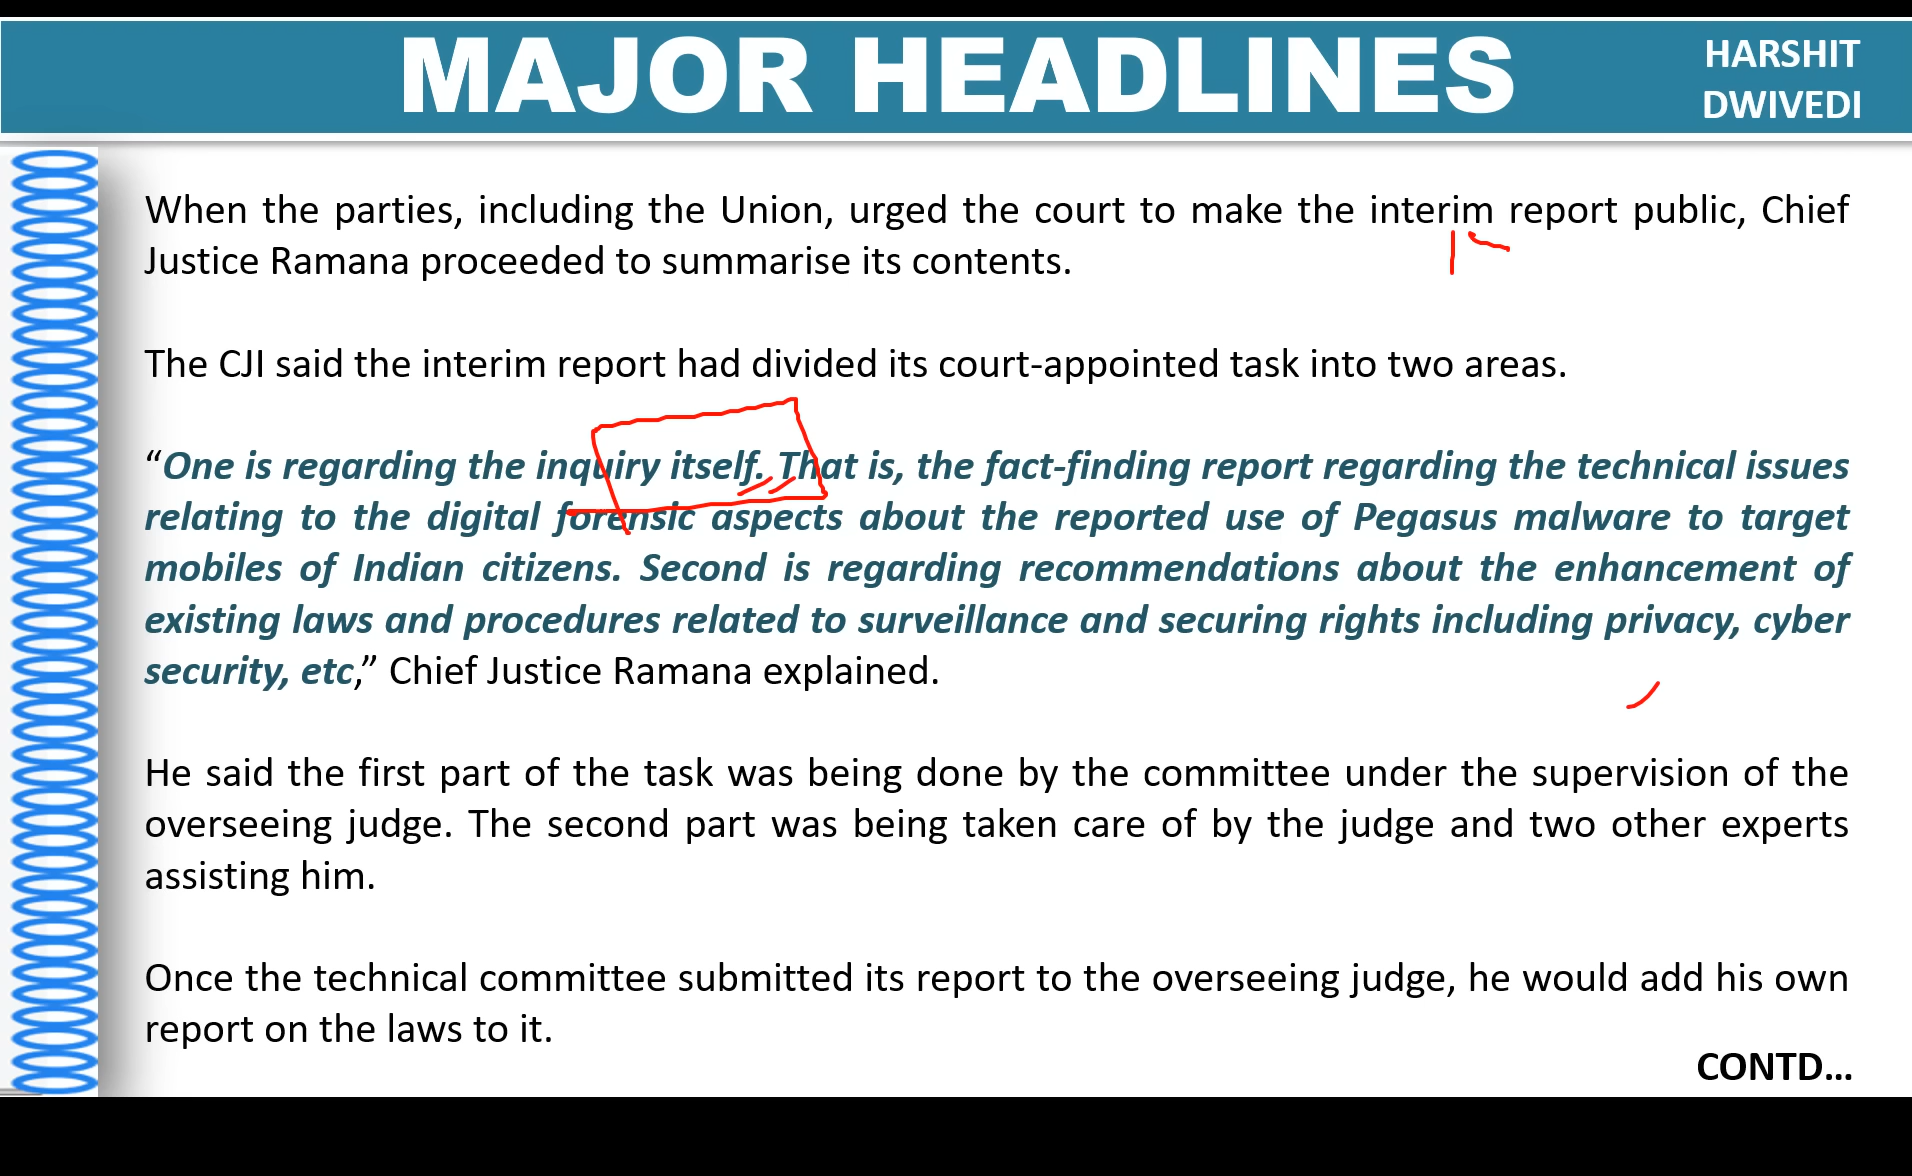 MAJOR HEADLINES
HARSHIT
DWIVEDI
When the parties, including the Union, urged the court to make the interim report public, Chief
Justice Ramana proceeded to summarise its contents.
The CJI said the interim report had divided its court-appointed task into two areas.
“One is regarding the inquiry itself. That is, the fact-finding report regarding the technical issues
relating to the digital forensic aspects about the reported use of Pegasus malware to target
mobiles of Indian citizens. Second is regarding recommendations about the enhancement of
existing laws and procedures related to surveillance and securing rights including privacy, cyber
security, etc,” Chief Justice Ramana explained.
He said the first part of the task was being done by the committee under the supervision of the
overseeing judge. The second part was being taken care of by the judge and two other experts
assisting him.
Once the technical committee submitted its report to the overseeing judge, he would add his own
report on the laws to it.
CONTD...